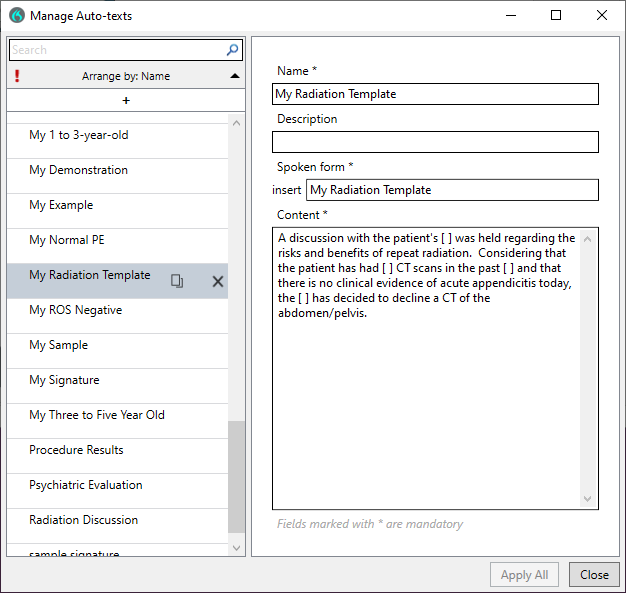 Manage Auto-texts
Search
Arrange by: Name
+
My 1 to 3-year-old
My Demonstration
My Example
My Normal PE
My Radiation Template
My ROS Negative
My Sample
My Signature
My Three to Five Year Old
Procedure Results
Psychiatric Evaluation
Radiation Discussion
sample signature
Name *
My Radiation Template
Description
Spoken form *
insert My Radiation Template
Content *
A discussion with the patient's [ ] was held regarding the
risks and benefits of repeat radiation.  Considering that
the patient has had [ ] CT scans in the past [ ] and that
there is no clinical evidence of acute appendicitis today,
the [ ] has decided to decline a CT of the
abdomen/pelvis.
Fields marked with * are mandatory
Apply All
Close